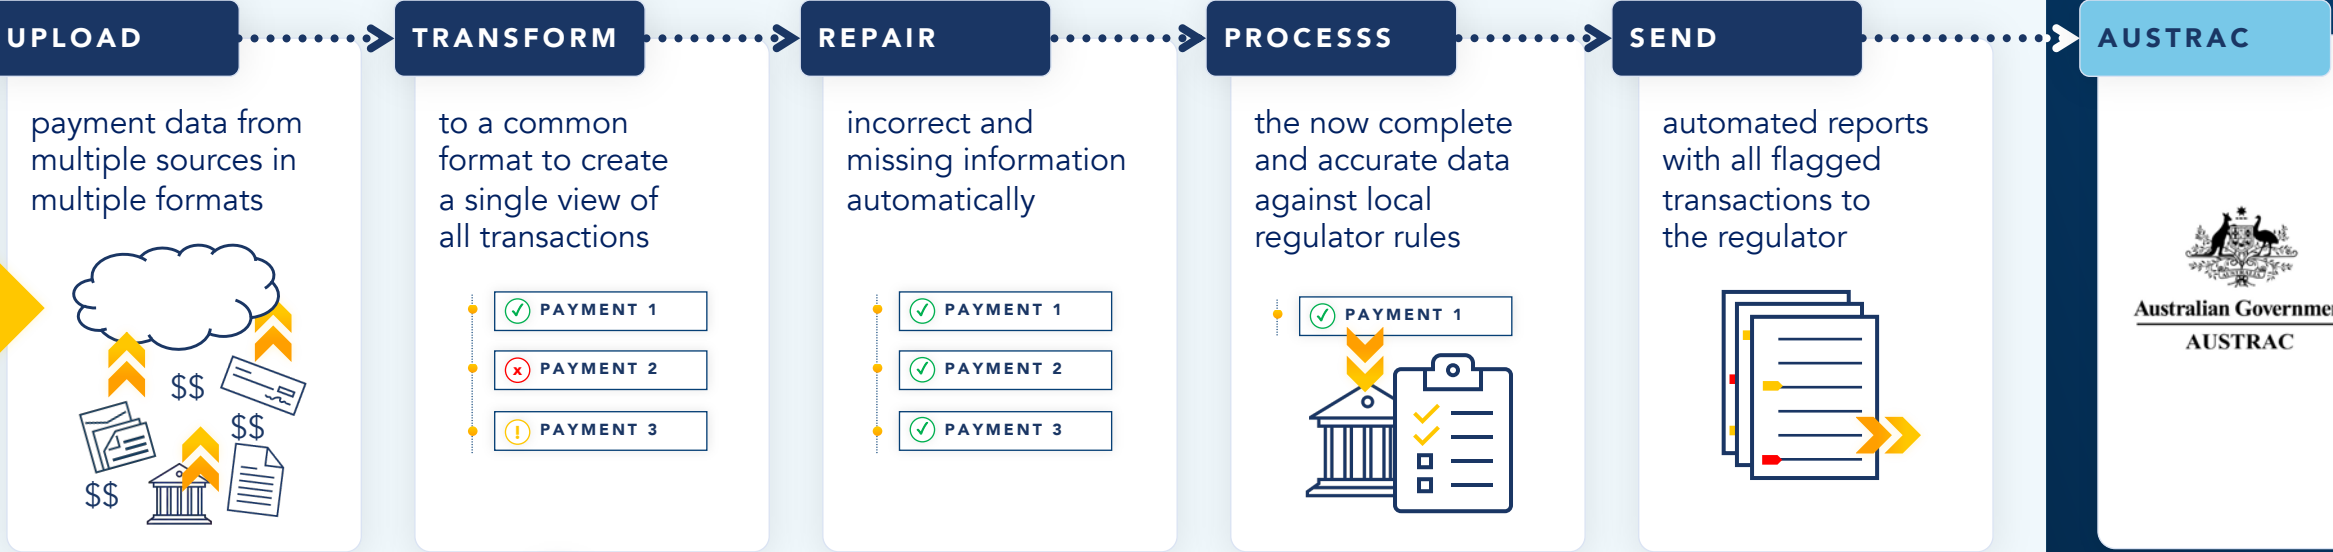 UPLOAD
payment data from
multiple sources in
multiple formats
$$
$$
$$
TRANSFORM
to a common
format to create
a single view of
all transactions
PAYMENT 1
x PAYMENT 2
! PAYMENT 3
REPAIR
incorrect and
missing information
automatically
PAYMENT 1
PAYMENT 2
PAYMENT 3
PROCESSS
the now complete
and accurate data
against local
regulator rules
PAYMENT 1
SEND
automated reports
with all flagged
transactions to
the regulator
AUSTRAC
Australian Governme
AUSTRAC